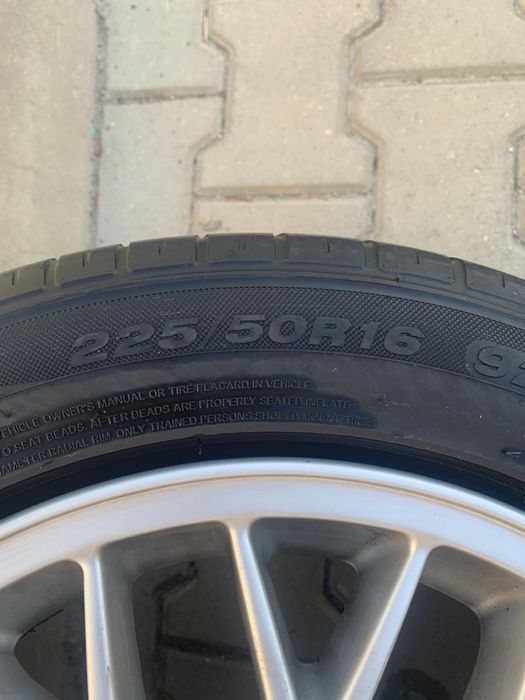 225/50R16
VEHICLE OWNER'S MANUAL OR TIRE PLACARD IN VEHICLE.
TO SEAT BEADS. AFTER BEADS ARE PROPERLY SEATED INFLATE
DIAMETER RADIAL RIM. ONLY TRAINED PERSONS SHOULD MOUNT TIRES.